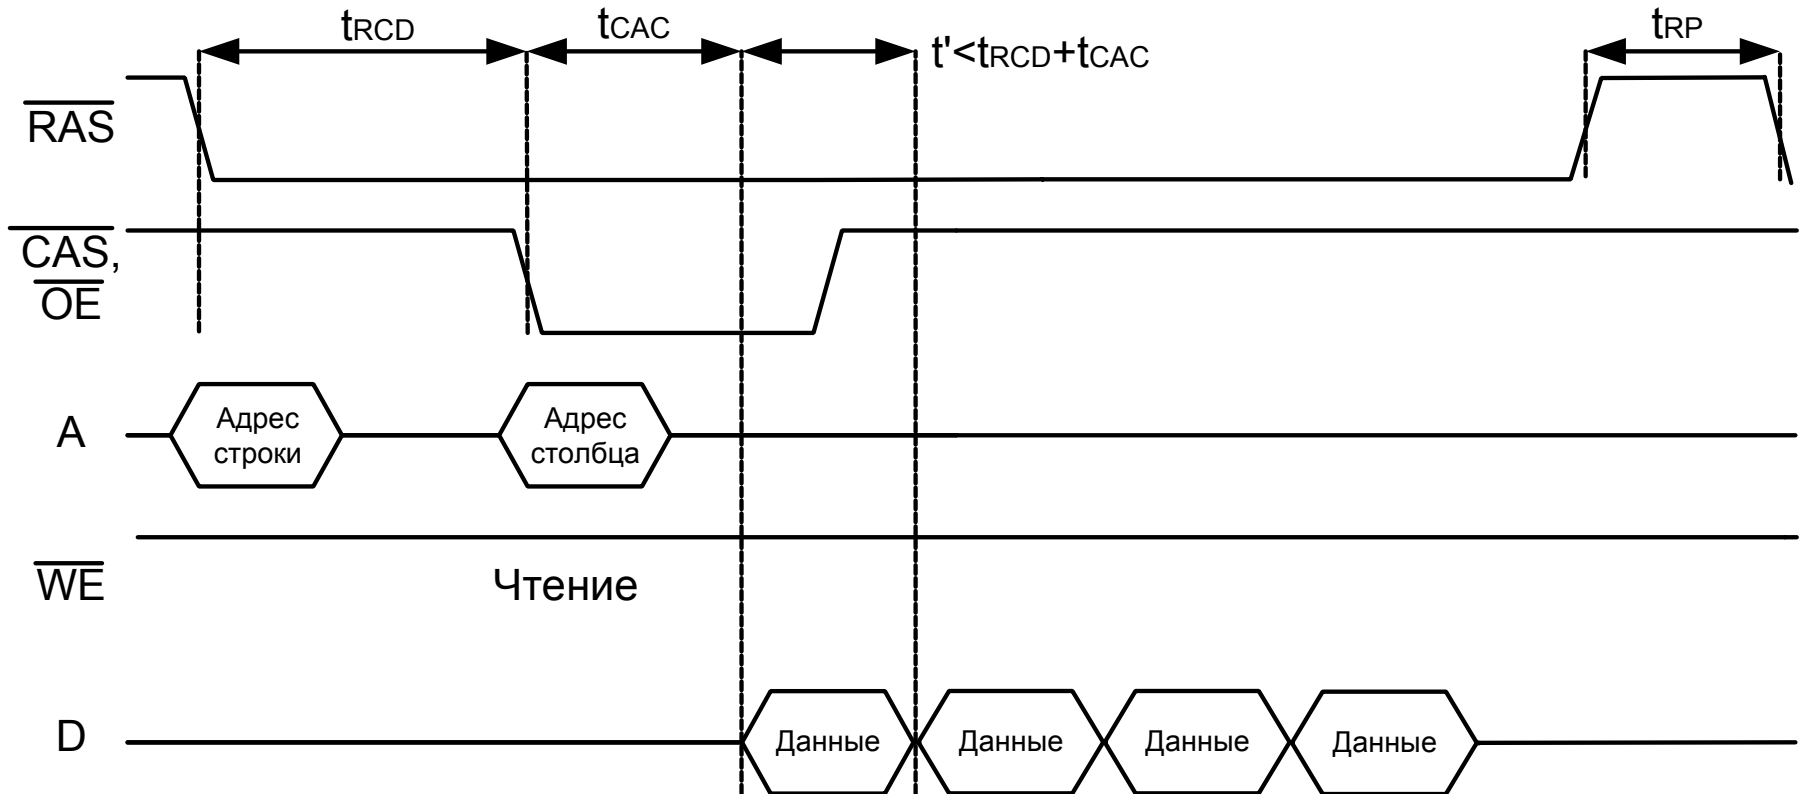 tRCD
tCAC
t'<tRCD+tCAC
tRP
RAS
CAS,
OE
A
Адрес
строки
Адрес
столбца
WE
Чтение
D
Данные
Данные
Данные
Данные